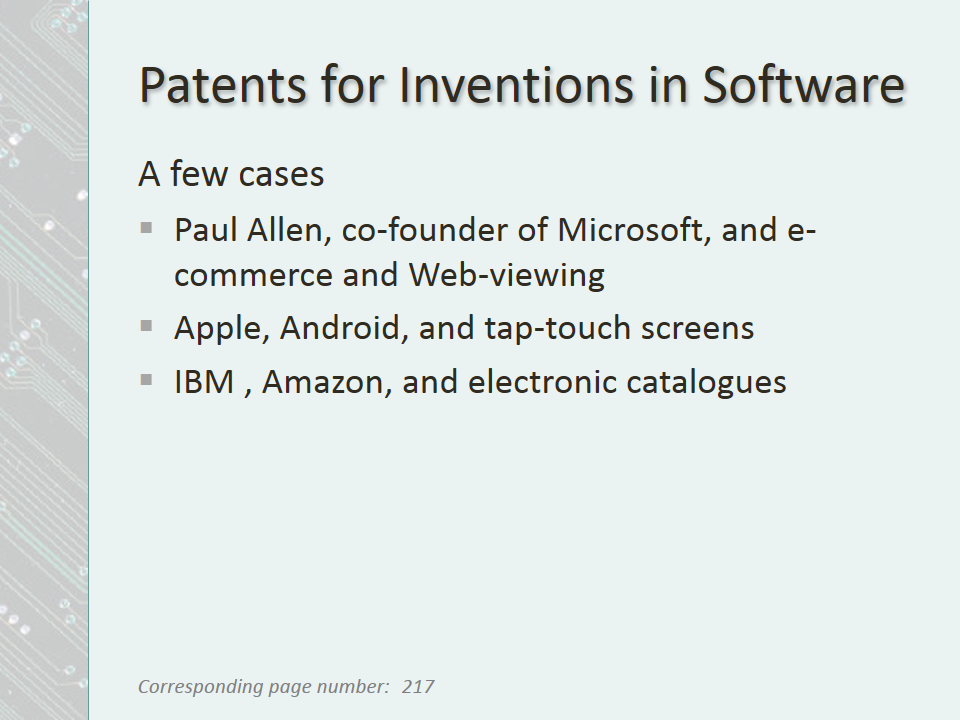 Patents for Inventions in Software
A few cases
▪ Paul Allen, co-founder of Microsoft, and e-
commerce and Web-viewing
▪ Apple, Android, and tap-touch screens
▪ IBM , Amazon, and electronic catalogues
Corresponding page number: 217